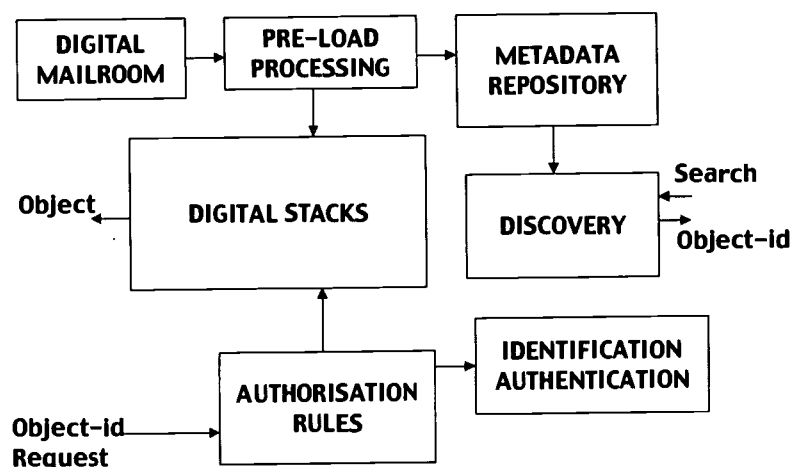 DIGITAL
MAILROOM
PRE-LOAD
PROCESSING
METADATA
REPOSITORY
Object
DIGITAL STACKS
DISCOVERY
Search
Object-id
IDENTIFICATION
AUTHENTICATION
AUTHORISATION
RULES
Object-id
Request